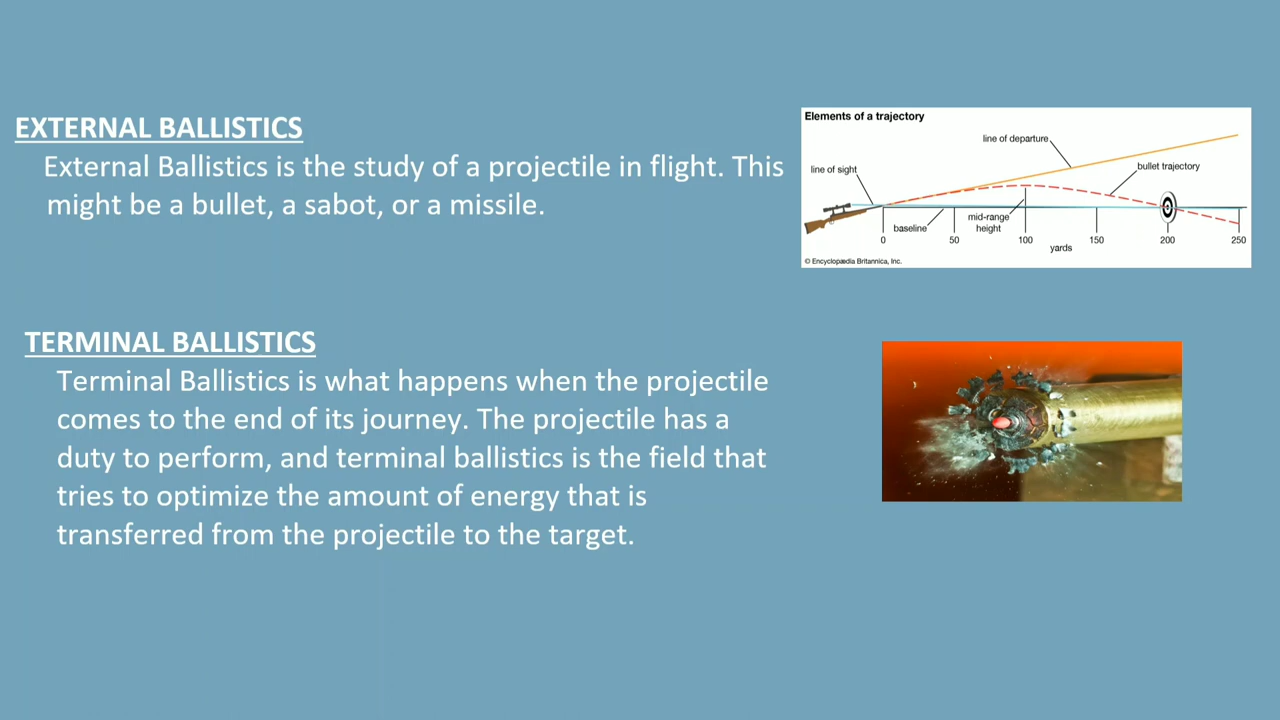 EXTERNAL BALLISTICS
External Ballistics is the study of a projectile in flight. This
might be a bullet, a sabot, or a missile.
Elements of a trajectory
line of departure
line of sight
bullet trajectory
baseline
mid-range
height
0 50 100 150 200 250
yards
© Encyclopædia Britannica, Inc.
TERMINAL BALLISTICS
Terminal Ballistics is what happens when the projectile
comes to the end of its journey. The projectile has a
duty to perform, and terminal ballistics is the field that
tries to optimize the amount of energy that is
transferred from the projectile to the target.